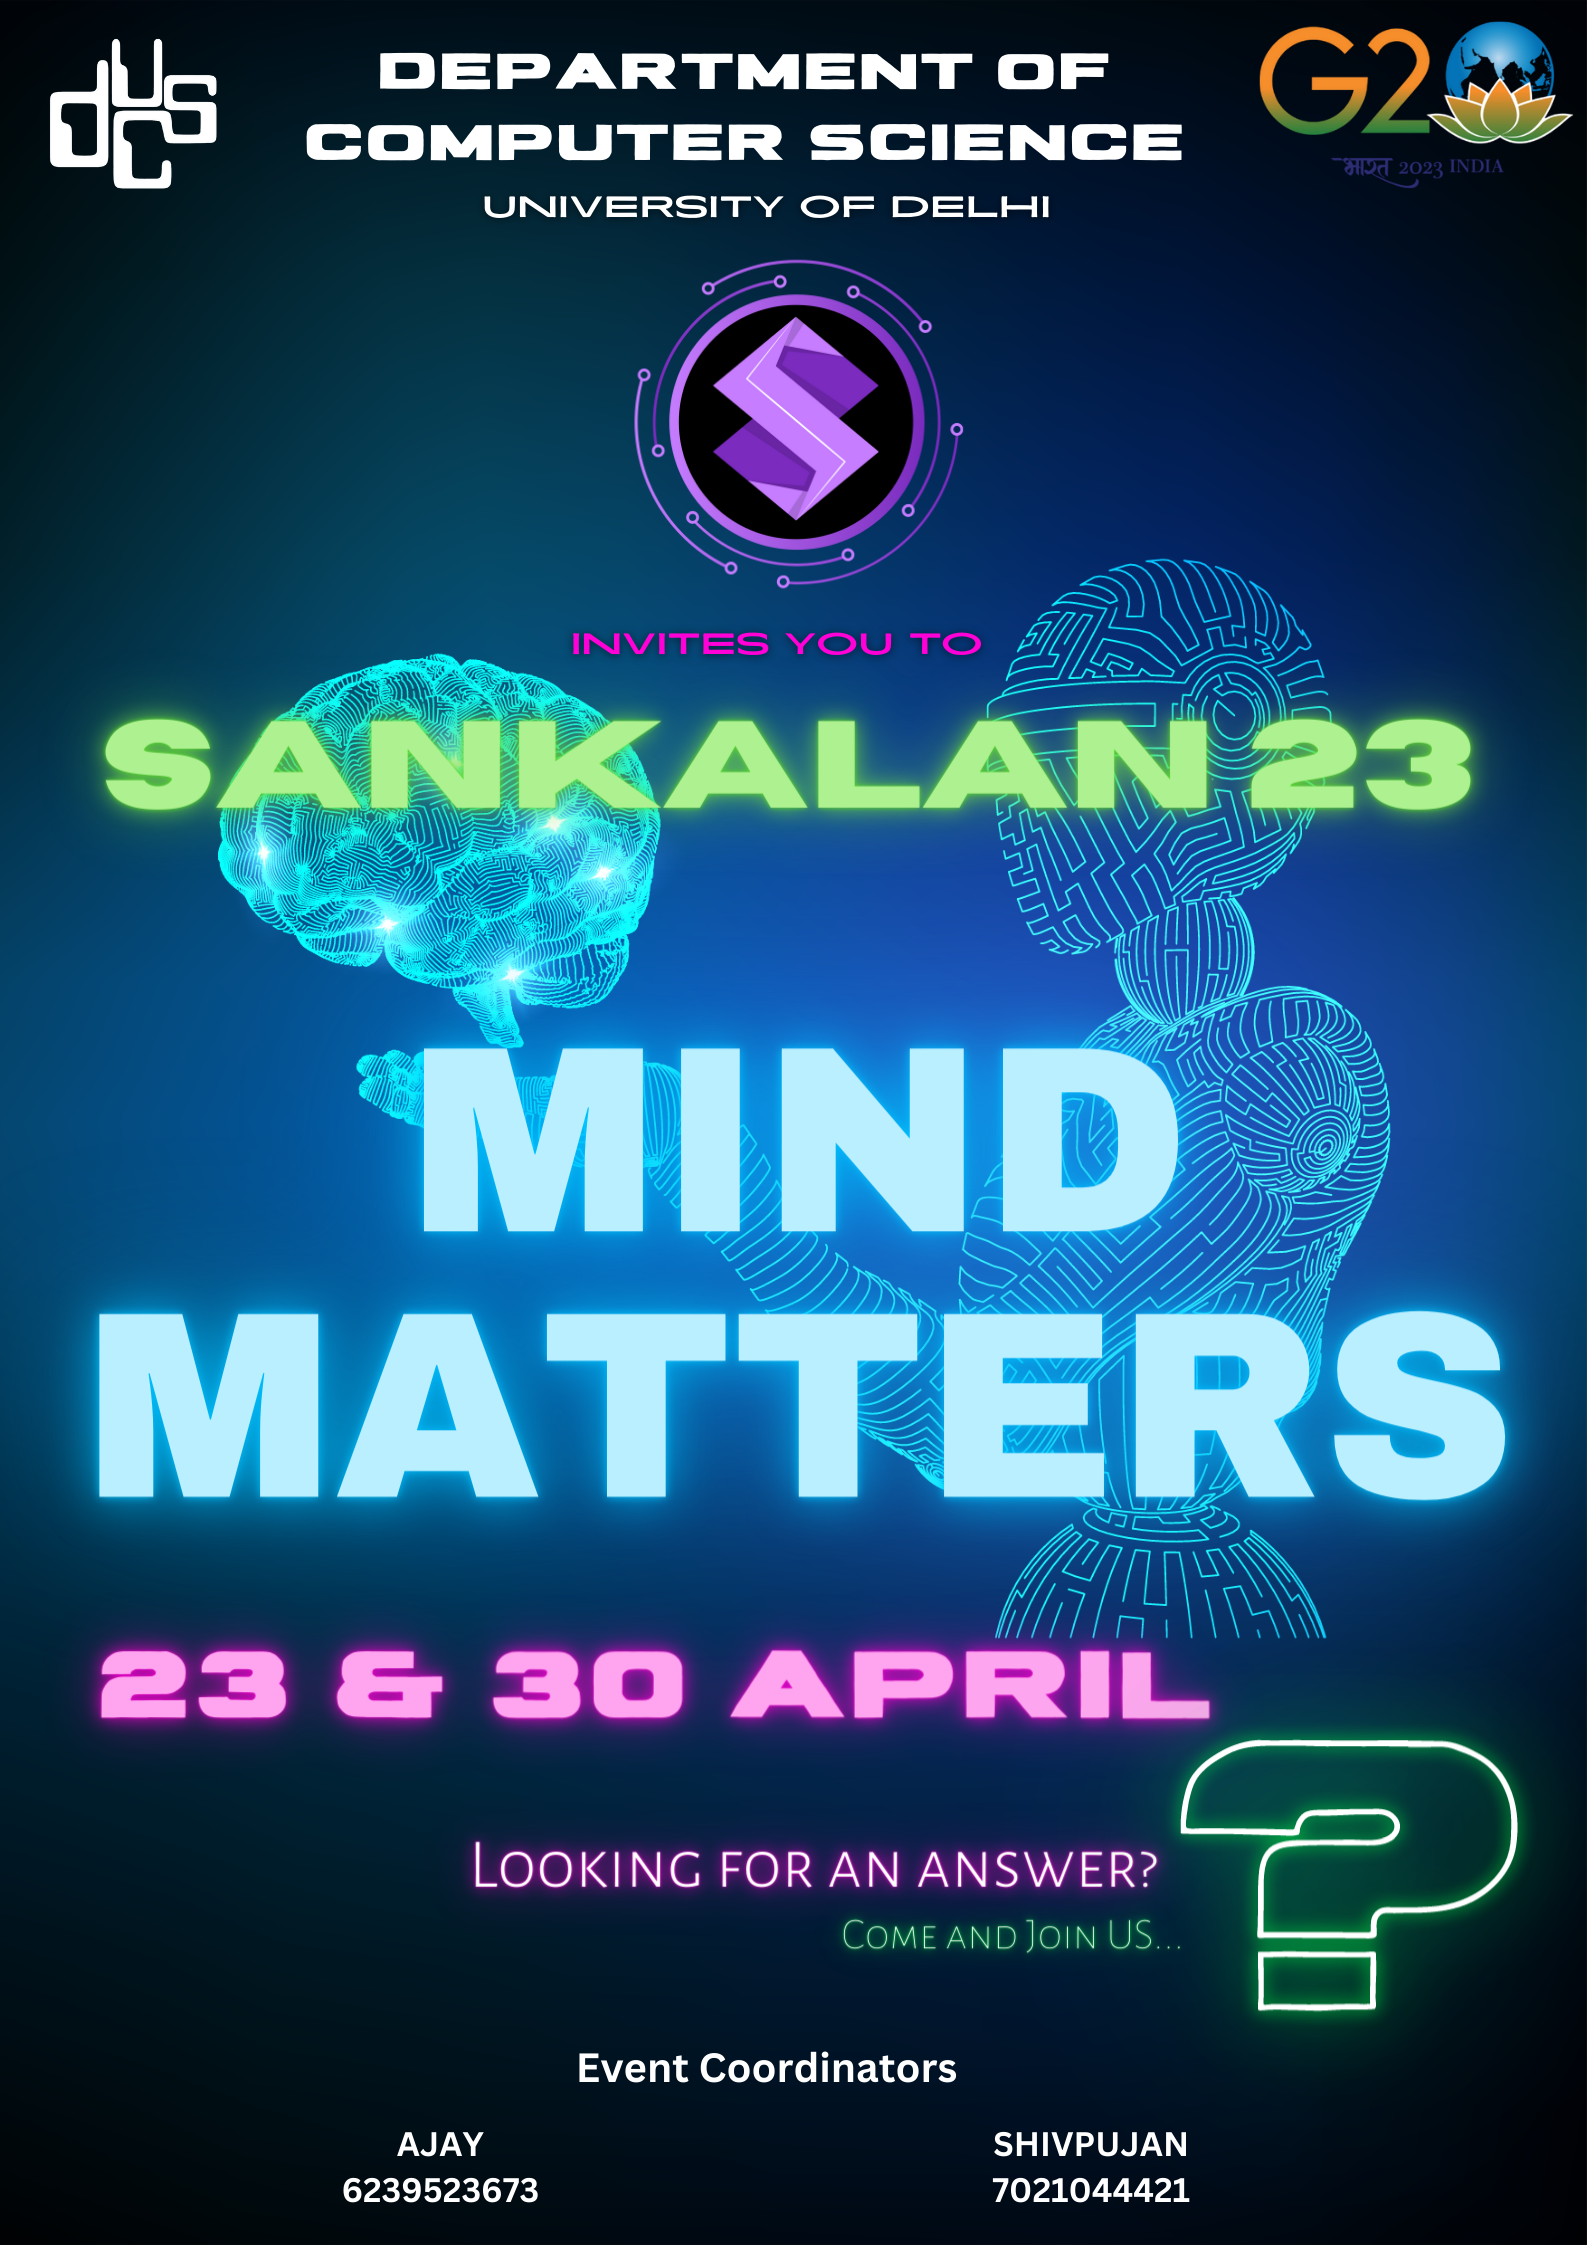 ducs
DEPARTMENT OF
COMPUTER SCIENCE
UNIVERSITY OF DELHI
G20
भारत 2023 INDIA
INVITES YOU TO
SANKALAN 23
MIND
MATTERS
23 & 30 APRIL
LOOKING FOR AN ANSWER?
COME AND JOIN US...
?
Event Coordinators
AJAY
6239523673
SHIVPUJAN
7021044421